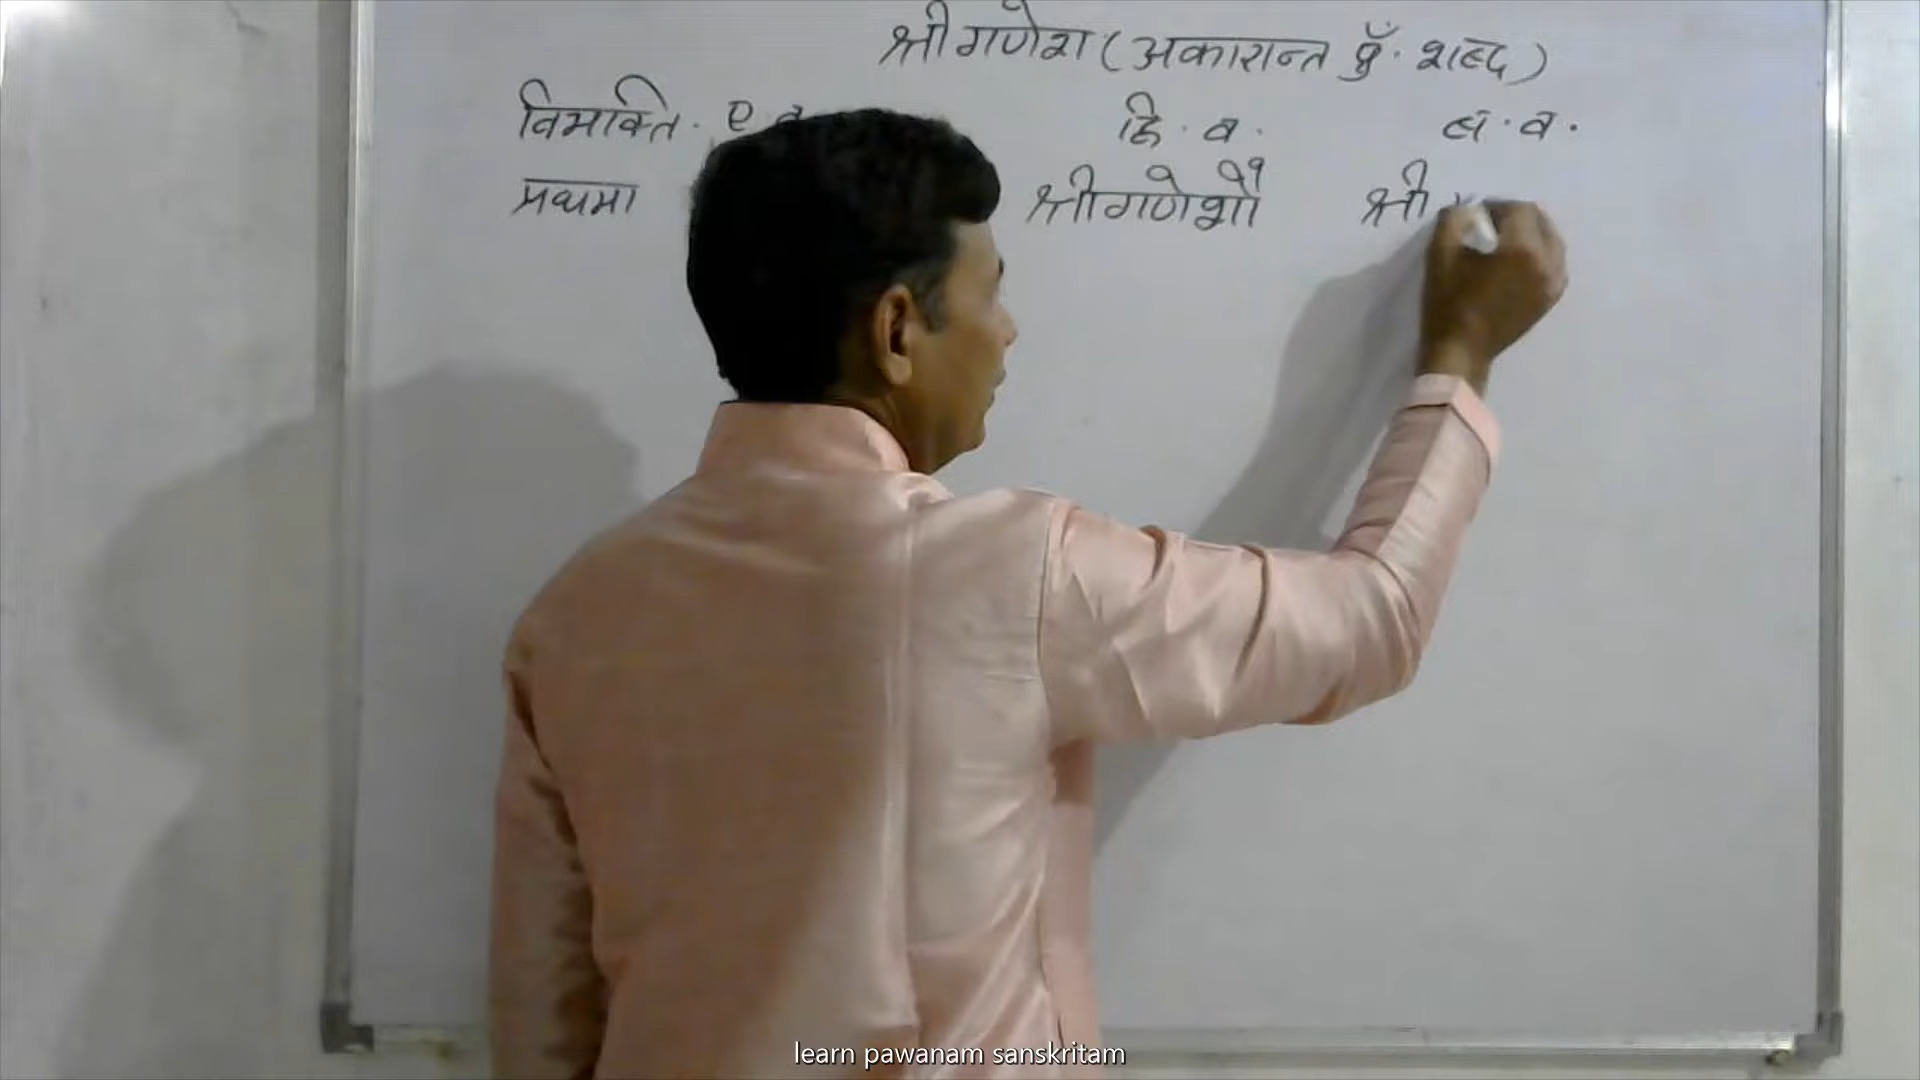 श्रीगणेश (अकारान्त पुँ. शब्द)
विभक्ति. ए. व द्वि. व. ब. व.
प्रथमा श्रीगणेशौ श्री
learn pawanam sanskritam